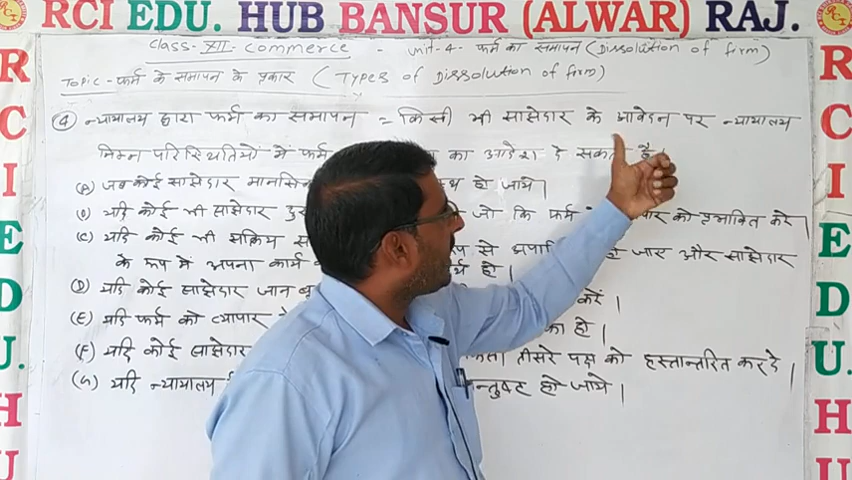 RCI EDU. HUB BANSUR (ALWAR) RAJ.
Class-XII- Commerce - unit-4- फर्म का समापन (Dissolution of firm)
Topic- फर्म के समापन के प्रकार (Types of Dissolution of firm)
④ न्यायालय द्वारा फर्म का समापन = किसी भी साझेदार के आवेदन पर न्यायालय
निम्न परिस्थितियों में फर्म का आदेश दे सकता है।
(A) जब कोई साझेदार मानसि हो जाये।
(B) यदि कोई भी साझेदार जो कि फर्म को प्रभावित करे।
(C) यदि कोई भी सक्रिय रूप से अपा जाए और साझेदार
के रूप में अपना कार्य हो।
(D) यदि कोई साझेदार जान करें।
(E) यदि फर्म को व्यापार हो।
(F) यदि कोई साझेदार तीसरे पक्ष को हस्तान्तरित कर दे।
(G) यदि न्यायालय हो जाये।
R
C
I
E
D
U.
H
U
R
C
I
E
D
U.
H
U